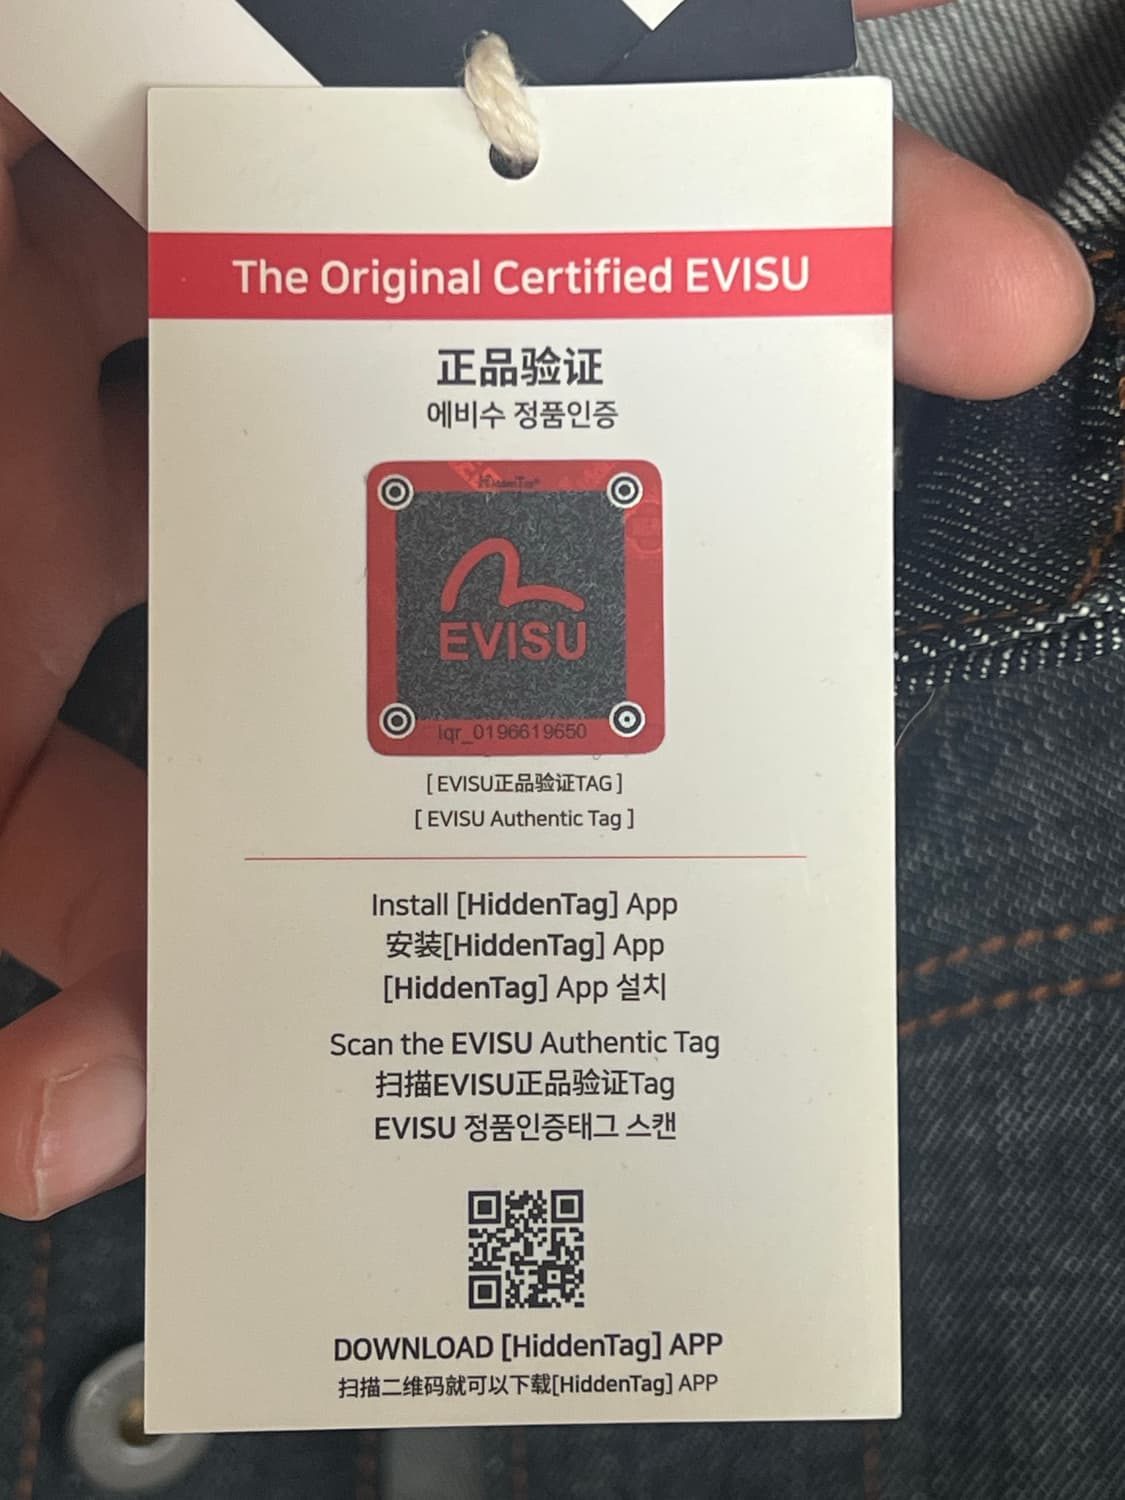 The Original Certified EVISU
正品验证
에비수 정품인증
HiddenTag®
EVISU
iqr_0196619650
[ EVISU正品验证TAG ]
[ EVISU Authentic Tag ]
Install [HiddenTag] App
安装[HiddenTag] App
[HiddenTag] App 설치
Scan the EVISU Authentic Tag
扫描EVISU正品验证Tag
EVISU 정품인증태그 스캔
DOWNLOAD [HiddenTag] APP
扫描二维码就可以下载[HiddenTag] APP